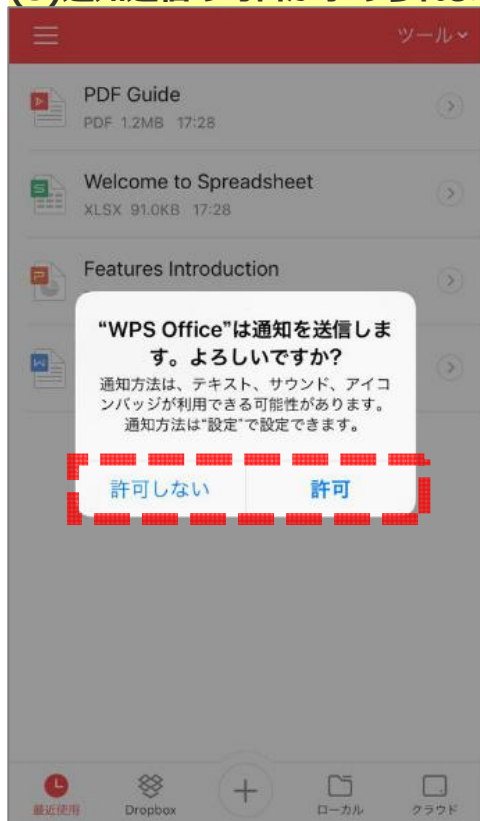 ツール
PDF Guide
PDF 1.2MB 17:28
Welcome to Spreadsheet
XLSX 91.0KB 17:28
Features Introduction
“WPS Office”は通知を送信しま
す。よろしいですか?
通知方法は、テキスト、サウンド、アイコ
ンバッジが利用できる可能性があります。
通知方法は“設定”で設定できます。
許可しない 許可
最近使用 Dropbox ローカル クラウド